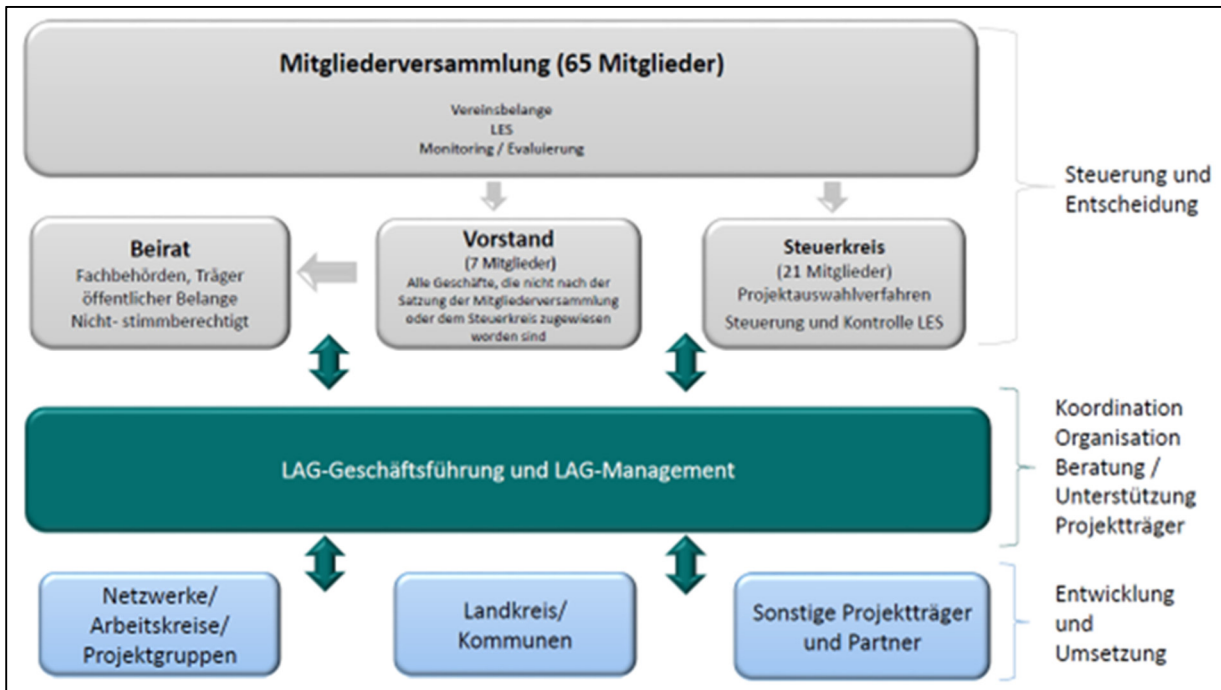 Mitgliederversammlung (65 Mitglieder)
Vereinsbelange
LES
Monitoring / Evaluierung
Steuerung und
Entscheidung
Beirat
Fachbehörden, Träger
öffentlicher Belange
Nicht- stimmberechtigt
Vorstand
(7 Mitglieder)
Alle Geschäfte, die nicht nach der
Satzung der Mitgliederversammlung
oder dem Steuerkreis zugewiesen
worden sind
Steuerkreis
(21 Mitglieder)
Projektauswahlverfahren
Steuerung und Kontrolle LES
LAG-Geschäftsführung und LAG-Management
Koordination
Organisation
Beratung /
Unterstützung
Projektträger
Netzwerke/
Arbeitskreise/
Projektgruppen
Landkreis/
Kommunen
Sonstige Projektträger
und Partner
Entwicklung
und
Umsetzung